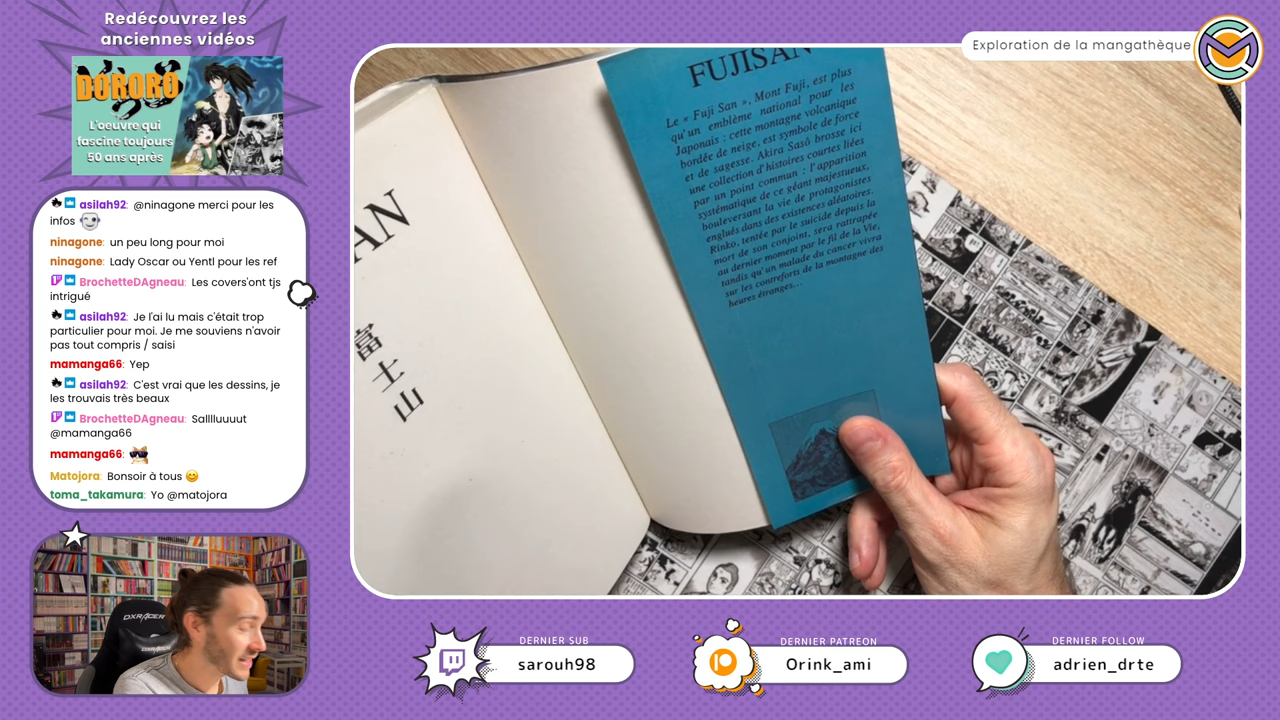 Redécouvrez les
anciennes vidéos
DORORO
L'oeuvre qui
fascine toujours
50 ans après
asilah92: @ninagone merci pour les
infos
ninagone: un peu long pour moi
ninagone: Lady Oscar ou Yentl pour les ref
BrochetteDAgneau: Les covers'ont tjs
intrigué
asilah92: Je l'ai lu mais c'était trop
particulier pour moi. Je me souviens n'avoir
pas tout compris / saisi
mamanga66: Yep
asilah92: C'est vrai que les dessins, je
les trouvais très beaux
BrochetteDAgneau: Salllluuuut
@mamanga66
mamanga66:
Matojora: Bonsoir à tous 😊
toma_takamura: Yo @matojora
DXRACER
Exploration de la mangathèque
AN
富士山
FUJISAN
Le « Fuji San », Mont Fuji, est plus
qu'un emblème national pour les
Japonais : cette montagne volcanique
bordée de neige, est symbole de force
et de sagesse. Akira Sasô brosse ici
une collection d'histoires courtes liées
par un point commun : l'apparition
systématique de ce géant majestueux,
bouleversant la vie de protagonistes
englués dans des existences aléatoires.
Rinko, tentée par le suicide depuis la
mort de son conjoint, sera rattrapée
au dernier moment par le fil de la Vie,
tandis qu'un malade du cancer vivra
sur les contreforts de la montagne des
heures étranges...
DERNIER SUB
sarouh98
DERNIER PATREON
Orink_ami
DERNIER FOLLOW
adrien_drte